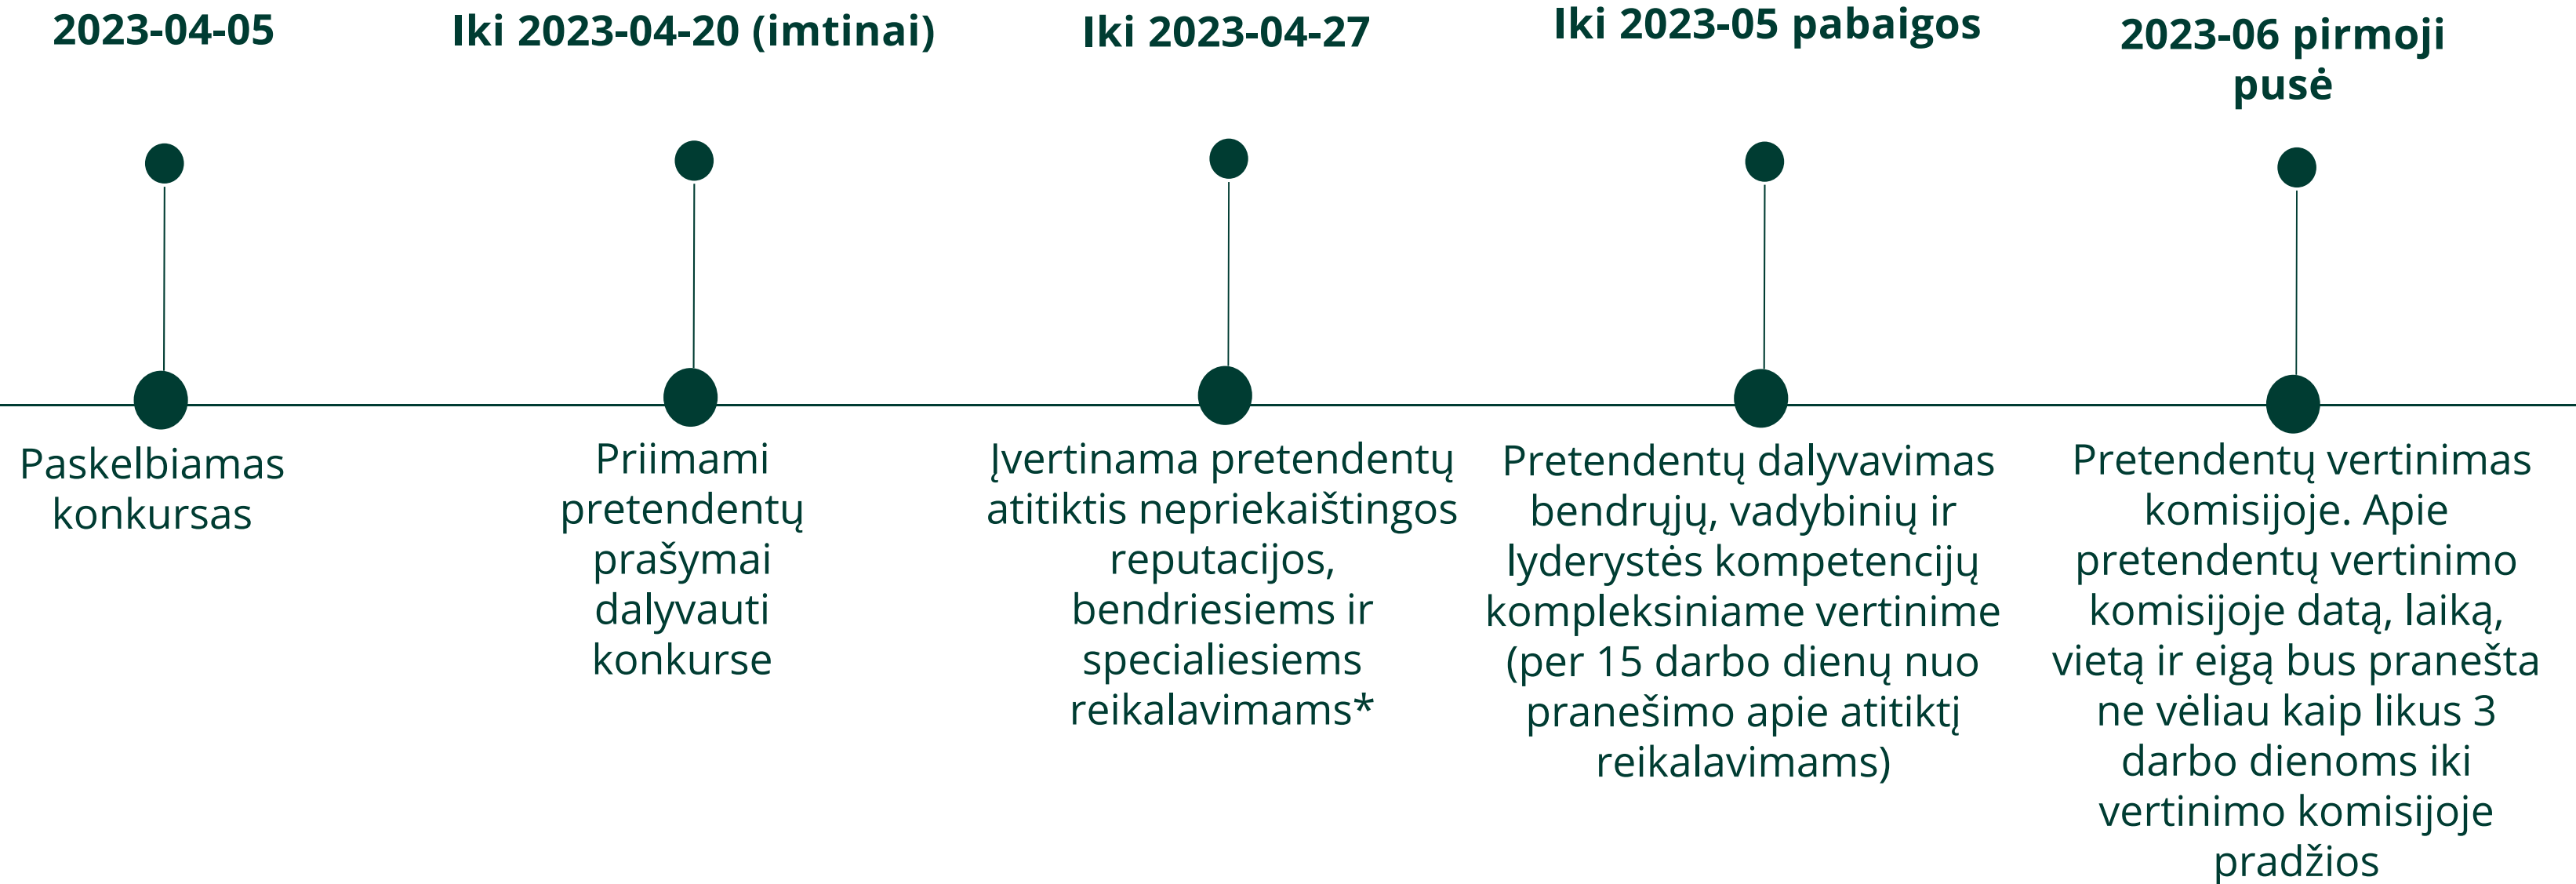 2023-04-05
Paskelbiamas
konkursas
Iki 2023-04-20 (imtinai)
Priimami
pretendentų
prašymai
dalyvauti
konkurse
Iki 2023-04-27
Įvertinama pretendentų
atitiktis nepriekaištingos
reputacijos,
bendriesiems ir
specialiesiems
reikalavimams*
Iki 2023-05 pabaigos
Pretendentų dalyvavimas
bendrųjų, vadybinių ir
lyderystės kompetencijų
kompleksiniame vertinime
(per 15 darbo dienų nuo
pranešimo apie atitiktį
reikalavimams)
2023-06 pirmoji
pusė
Pretendentų vertinimas
komisijoje. Apie
pretendentų vertinimo
komisijoje datą, laiką,
vietą ir eigą bus pranešta
ne vėliau kaip likus 3
darbo dienoms iki
vertinimo komisijoje
pradžios